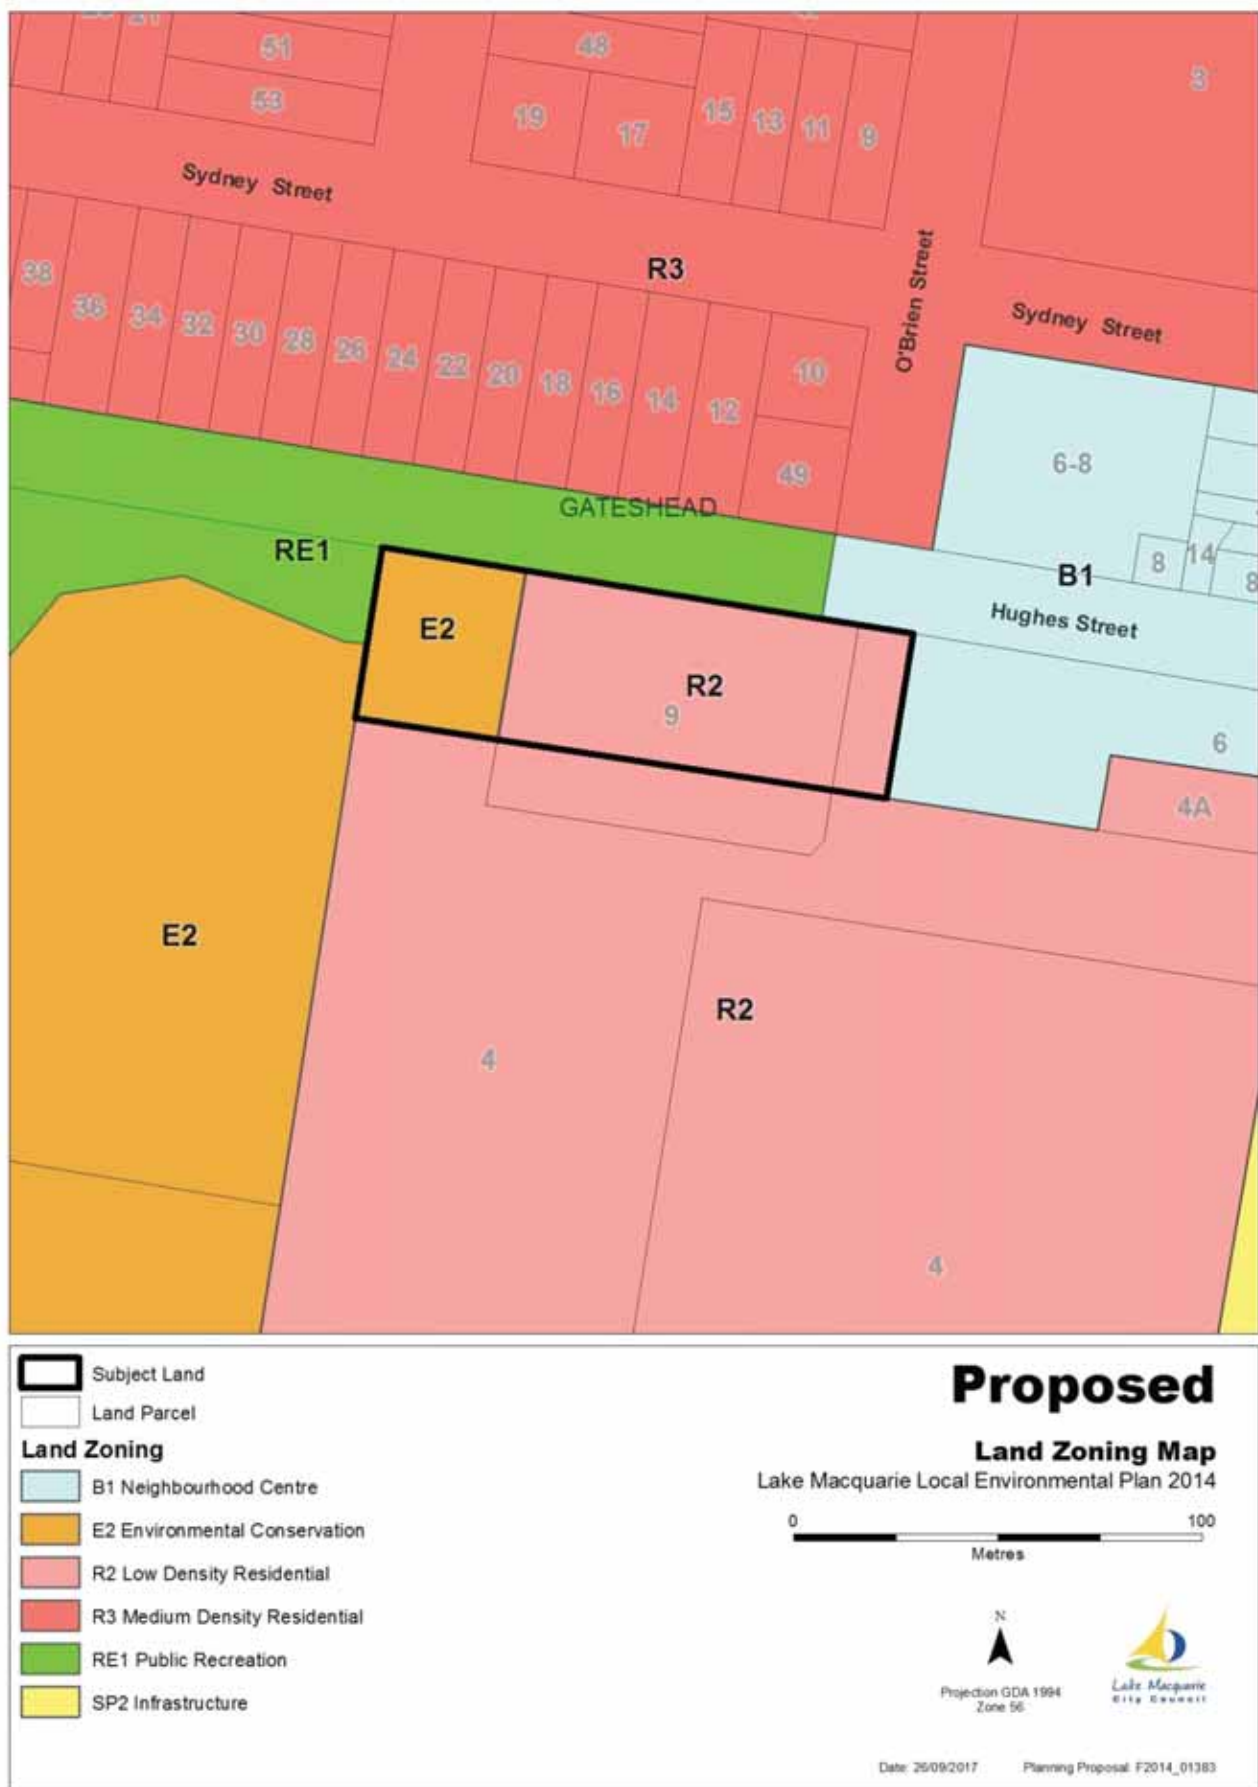 51
48
3
53
19
17
15
13
11
9
Sydney Street
38
36
34
32
30
28
26
24
22
20
18
16
14
12
10
49
R3
O'Brien Street
Sydney Street
6-8
GATESHEAD
RE1
8
14
8
B1
Hughes Street
E2
R2
9
6
4A
E2
R2
4
4
Subject Land
Land Parcel
Land Zoning
B1 Neighbourhood Centre
E2 Environmental Conservation
R2 Low Density Residential
R3 Medium Density Residential
RE1 Public Recreation
SP2 Infrastructure
Proposed
Land Zoning Map
Lake Macquarie Local Environmental Plan 2014
0 100
Metres
N
Projection GDA 1994
Zone 56
Lake Macquarie
City Council
Date: 26/09/2017 Planning Proposal: F2014_01383